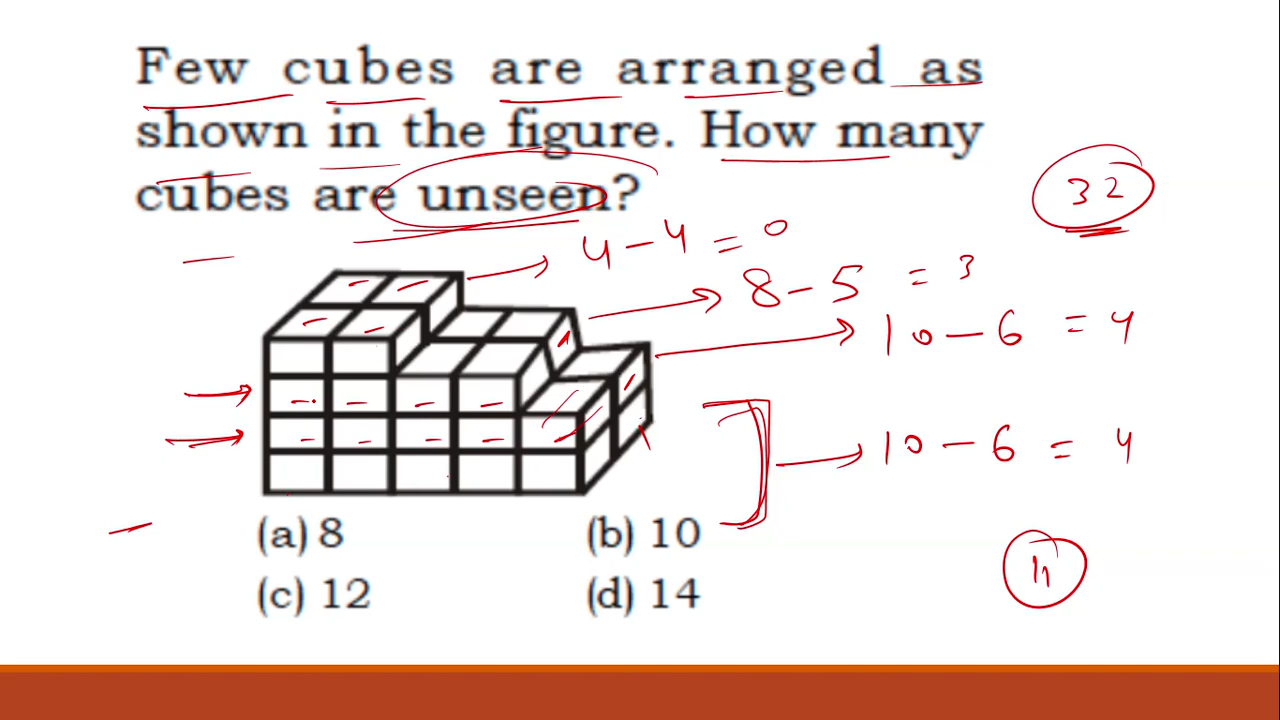 Few cubes are arranged as
shown in the figure. How many
cubes are unseen?
32
4 - 4 = 0
8 - 5 = 3
10 - 6 = 4
10 - 6 = 4
(a) 8 (b) 10
(c) 12 (d) 14
11